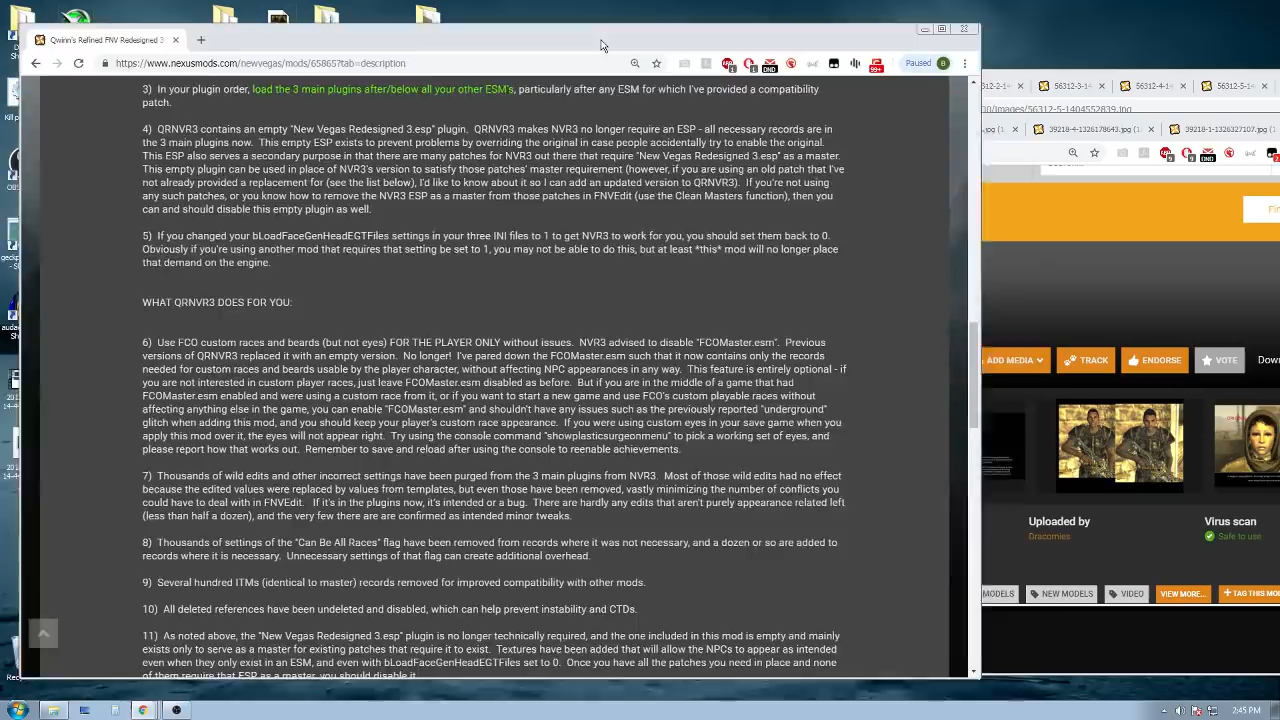 Qwinn's Refined FNV Redesigned 3
https://www.nexusmods.com/newvegas/mods/65865?tab=description
Paused
B
3) In your plugin order, load the 3 main plugins after/below all your other ESM's, particularly after any ESM for which I've provided a compatibility
patch.
4) QRNVR3 contains an empty "New Vegas Redesigned 3.esp" plugin. QRNVR3 makes NVR3 no longer require an ESP - all necessary records are in
the 3 main plugins now. This empty ESP exists to prevent problems by overriding the original in case people accidentally try to enable the original.
This ESP also serves a secondary purpose in that there are many patches for NVR3 out there that require "New Vegas Redesigned 3.esp" as a master.
This empty plugin can be used in place of NVR3's version to satisfy those patches' master requirement (however, if you are using an old patch that I've
not already provided a replacement for (see the list below), I'd like to know about it so I can add an updated version to QRNVR3). If you're not using
any such patches, or you know how to remove the NVR3 ESP as a master from those patches in FNVEdit (use the Clean Masters function), then you
can and should disable this empty plugin as well.
5) If you changed your bLoadFaceGenHeadEGTFiles settings in your three INI files to 1 to get NVR3 to work for you, you should set them back to 0.
Obviously if you're using another mod that requires that setting be set to 1, you may not be able to do this, but at least *this* mod will no longer place
that demand on the engine.
WHAT QRNVR3 DOES FOR YOU:
6) Use FCO custom races and beards (but not eyes) FOR THE PLAYER ONLY without issues. NVR3 advised to disable "FCOMaster.esm". Previous
versions of QRNVR3 replaced it with an empty version. No longer! I've pared down the FCOMaster.esm such that it now contains only the records
needed for custom races and beards usable by the player character, without affecting NPC appearances in any way. This feature is entirely optional - if
you are not interested in custom player races, just leave FCOMaster.esm disabled as before. But if you are in the middle of a game that had
FCOMaster.esm enabled and were using a custom race from it, or if you want to start a new game and use FCO's custom playable races without
affecting anything else in the game, you can enable "FCOMaster.esm" and shouldn't have any issues such as the previously reported "underground"
glitch when adding this mod, and you should keep your player's custom race appearance. If you were using custom eyes in your save game when you
apply this mod over it, the eyes will not appear right. Try using the console command "showplasticsurgeonmenu" to pick a working set of eyes, and
please report how that works out. Remember to save and reload after using the console to reenable achievements.
7) Thousands of wild edits and other incorrect settings have been purged from the 3 main plugins from NVR3. Most of those wild edits had no effect
because the edited values were replaced by values from templates, but even those have been removed, vastly minimizing the number of conflicts you
could have to deal with in FNVEdit. If it's in the plugins now, it's intended or a bug. There are hardly any edits that aren't purely appearance related left
(less than half a dozen), and the very few there are are confirmed as intended minor tweaks.
8) Thousands of settings of the "Can Be All Races" flag have been removed from records where it was not necessary, and a dozen or so are added to
records where it is necessary. Unnecessary settings of that flag can create additional overhead.
9) Several hundred ITMs (identical to master) records removed for improved compatibility with other mods.
10) All deleted references have been undeleted and disabled, which can help prevent instability and CTDs.
11) As noted above, the "New Vegas Redesigned 3.esp" plugin is no longer technically required, and the one included in this mod is empty and mainly
exists only to serve as a master for existing patches that require it to exist. Textures have been added that will allow the NPCs to appear as intended
even when they only exist in an ESM, and even with bLoadFaceGenHeadEGTFiles set to 0. Once you have all the patches you need in place and none
of them require that ESP as master, you should disable it
56312-2-1 56312-3-1 56312-4-1 56312-5-1
00/images/56312-5-1404552839.jpg
39218-4-1326178643.jpg 39218-1-1326327107.jpg
Fin
ADD MEDIA TRACK ENDORSE VOTE Dow
Uploaded by
Dracomies
Virus scan
Safe to use
MODELS NEW MODELS VIDEO VIEW MORE... TAG THIS MOD
2:45 PM